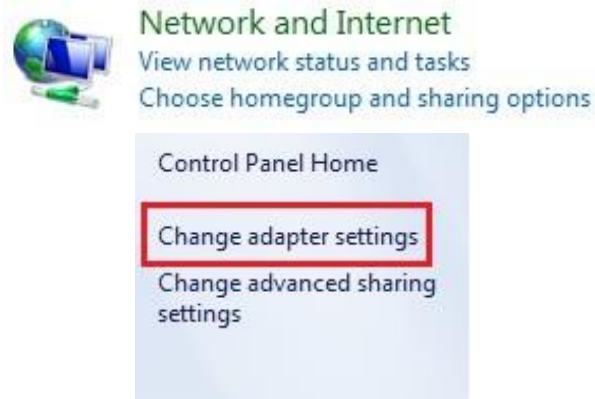 Network and Internet
View network status and tasks
Choose homegroup and sharing options
Control Panel Home
Change adapter settings
Change advanced sharing
settings